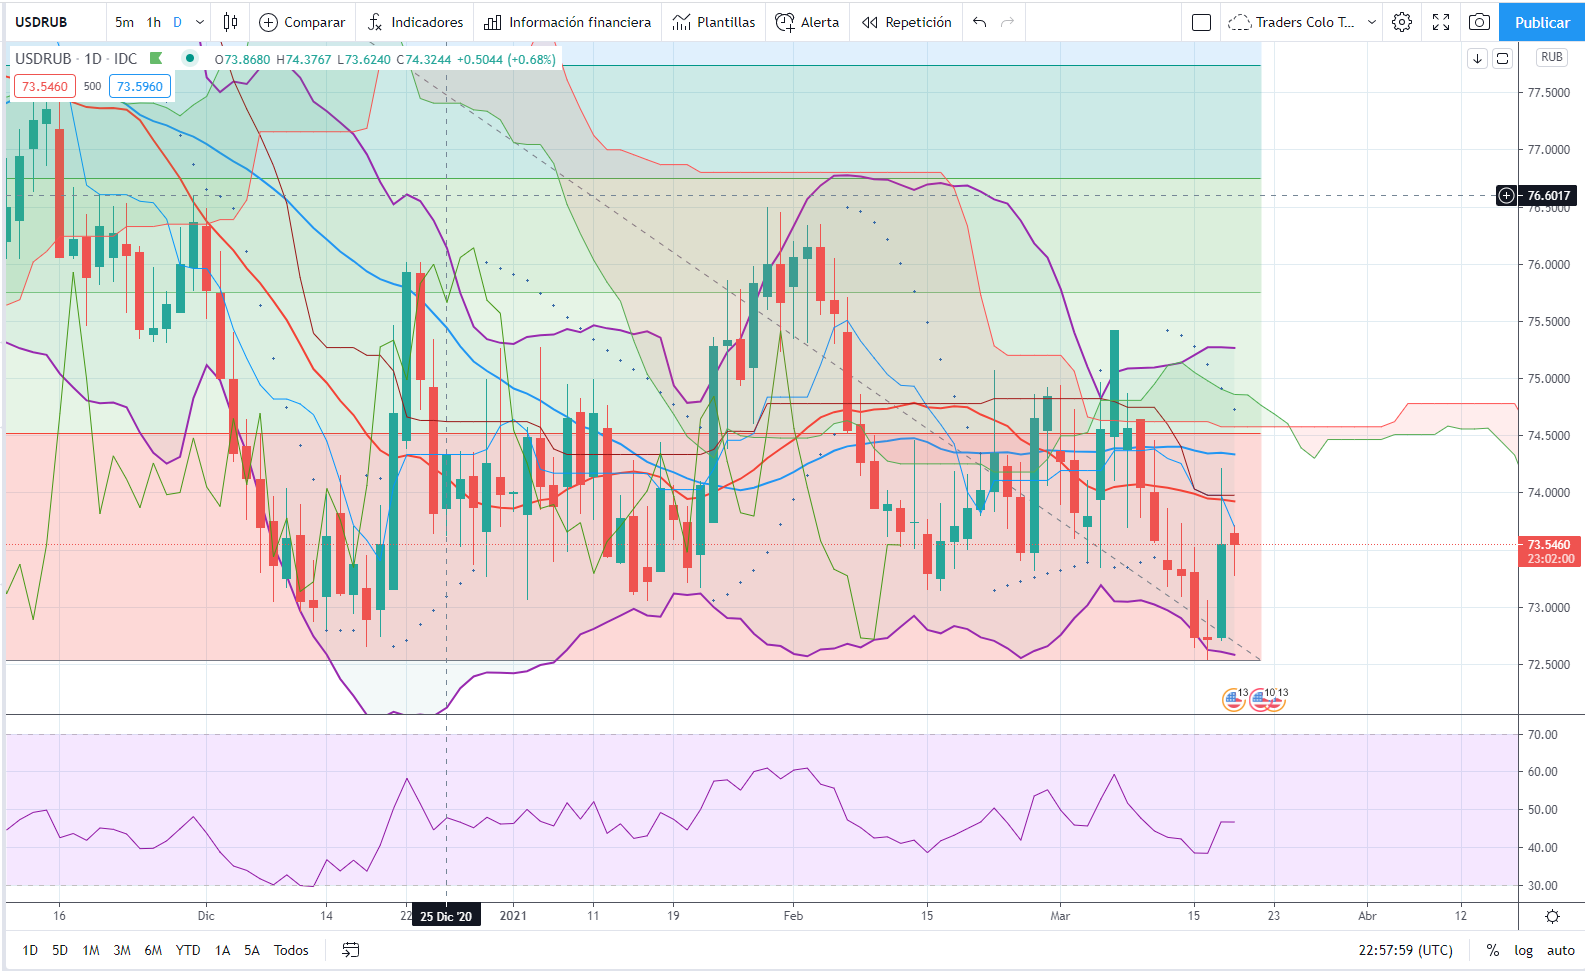 USDRUB 5m 1h D Comparar Indicadores Información financiera Plantillas Alerta Repetición Traders Colo T... Publicar
USDRUB · 1D · IDC O73.8680 H74.3767 L73.6240 C74.3244 +0.5044 (+0.68%)
73.5460 500 73.5960
RUB
77.5000
77.0000
76.6017
76.5000
76.0000
75.5000
75.0000
74.5000
74.0000
73.5460
23:02:00
73.0000
72.5000
13 10 13
70.00
60.00
50.00
40.00
30.00
16 Dic 14 22 25 Dic '20 2021 11 19 Feb 15 Mar 15 23 Abr 12
1D 5D 1M 3M 6M YTD 1A 5A Todos 22:57:59 (UTC) % log auto